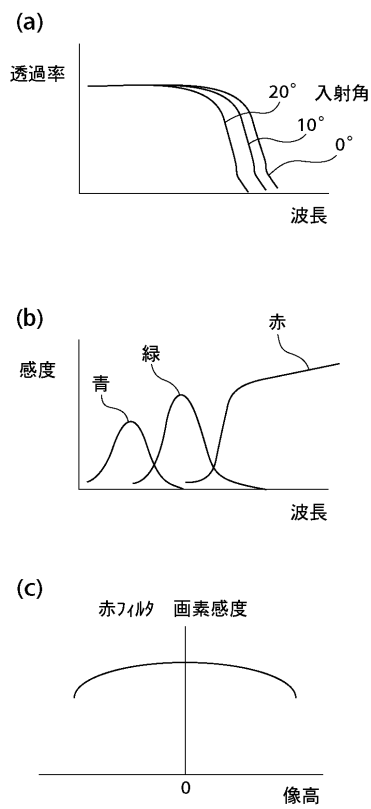 (a)
透過率
20° 入射角
10°
0°
波長
(b)
感度
青
緑
赤
波長
(c)
赤フィルタ 画素感度
0
像高